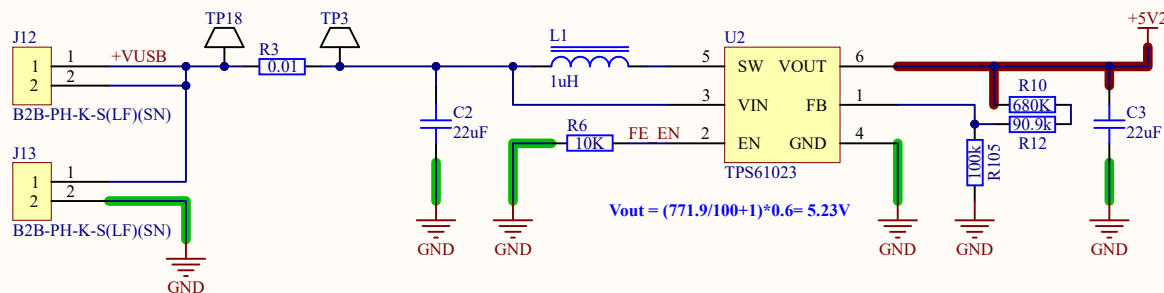 J12
1
2
1
2
B2B-PH-K-S(LF)(SN)
+VUSB
TP18
R3
0.01
TP3
L1
1uH
C2
22uF
R6
10K
FE_EN
U2
5
SW
VOUT
6
3
VIN
FB
1
2
EN
GND
4
TPS61023
+5V2
R10
680K
90.9k
R12
100k
R105
C3
22uF
J13
1
2
1
2
B2B-PH-K-S(LF)(SN)
Vout = (771.9/100+1)*0.6= 5.23V
GND
GND
GND
GND
GND
GND